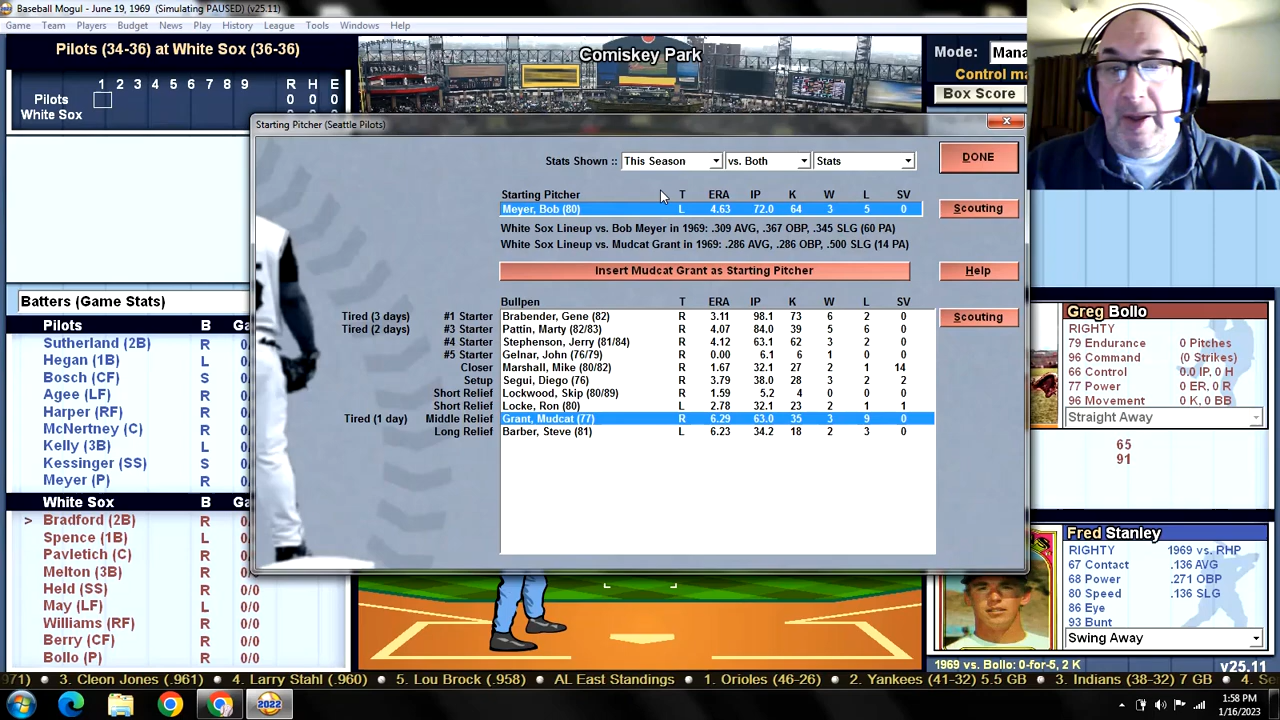 Baseball Mogul - June 19, 1969 (Simulating PAUSED) (v25.11)
Game Team Players Budget News Play History League Tools Windows Help
Pilots (34-36) at White Sox (36-36)
1 2 3 4 5 6 7 8 9 R H E
Pilots 0 0 0
White Sox 0 0 0
Comiskey Park
Mode: Mana
Control ma
Box Score
Starting Pitcher (Seattle Pilots)
Stats Shown :: This Season vs. Both Stats
DONE
Starting Pitcher T ERA IP K W L SV
Meyer, Bob (80) L 4.63 72.0 64 3 5 0
Scouting
White Sox Lineup vs. Bob Meyer in 1969: .309 AVG, .367 OBP, .345 SLG (60 PA)
White Sox Lineup vs. Mudcat Grant in 1969: .286 AVG, .286 OBP, .500 SLG (14 PA)
Insert Mudcat Grant as Starting Pitcher
Help
Bullpen T ERA IP K W L SV
Tired (3 days) #1 Starter Brabender, Gene (82) R 3.11 98.1 73 6 2 0
Scouting
Tired (2 days) #3 Starter Pattin, Marty (82/83) R 4.07 84.0 39 5 4 0
#4 Starter Stephenson, Jerry (81/84) R 4.12 63.1 62 3 2 0
#5 Starter Gelnar, John (76/79) R 0.00 6.1 6 1 0 0
Closer Marshall, Mike (80/82) R 1.67 32.1 27 2 1 14
Setup Segui, Diego (76) R 3.79 38.0 28 3 2 2
Short Relief Lockwood, Skip (80/89) R 1.59 5.2 4 0 0 0
Short Relief Locke, Ron (80) L 2.78 32.1 23 2 1 1
Tired (1 day) Middle Relief Grant, Mudcat (77) R 6.29 63.0 35 3 9 0
Long Relief Barber, Steve (81) L 6.23 34.2 18 2 3 0
Batters (Game Stats)
Pilots B Ga
Sutherland (2B) R
Hegan (1B) L
Bosch (CF) S
Agee (LF) R
Harper (RF) R
McNertney (C) R
Kelly (3B) L
Kessinger (SS) S
Meyer (P) R
White Sox B Ga
> Bradford (2B) R 0/0
Spence (1B) L 0/0
Pavletich (C) R 0/0
Melton (3B) R 0/0
Held (SS) R 0/0
May (LF) L 0/0
Williams (RF) R 0/0
Berry (CF) R 0/0
Bollo (P) R 0/0
Greg Bollo
RIGHTY
79 Endurance 0 Pitches
96 Command (0 Strikes)
66 Control 0.0 IP, 0 H
77 Power 0 ER, 0 R
96 Movement 0 K, 0 BB
Straight Away
65
91
Fred Stanley
RIGHTY 1969 vs. RHP
67 Contact .136 AVG
68 Power .271 OBP
80 Speed .136 SLG
86 Eye
93 Bunt
Swing Away
1969 vs. Bollo: 0-for-5, 2 K
v25.11
971) 3. Cleon Jones (.961) 4. Larry Stahl (.960) 5. Lou Brock (.958) AL East Standings 1. Orioles (46-26) 2. Yankees (41-32) 5.5 GB 3. Indians (38-32) 7 GB 4. Se
2022
1:58 PM
1/16/2023